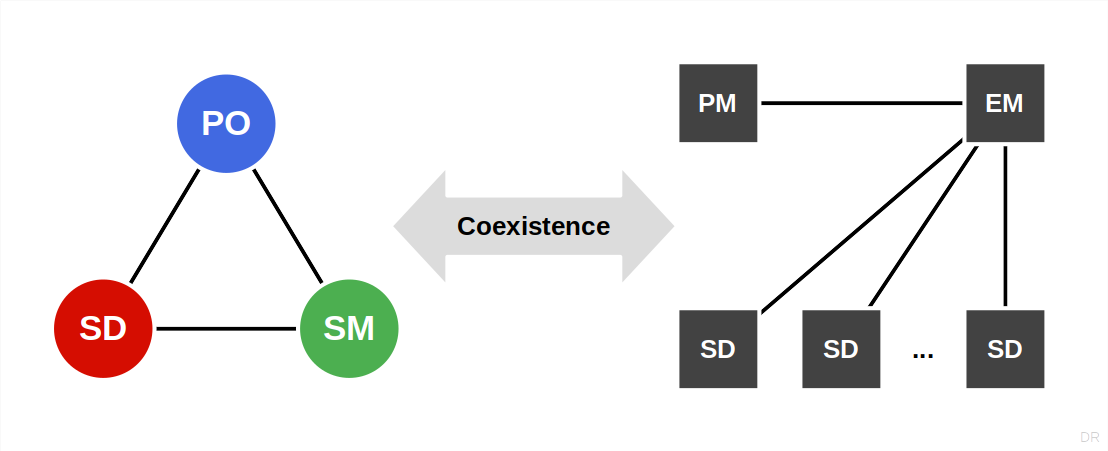 PO
SD
SM
Coexistence
PM
EM
SD
SD
...
SD
DR